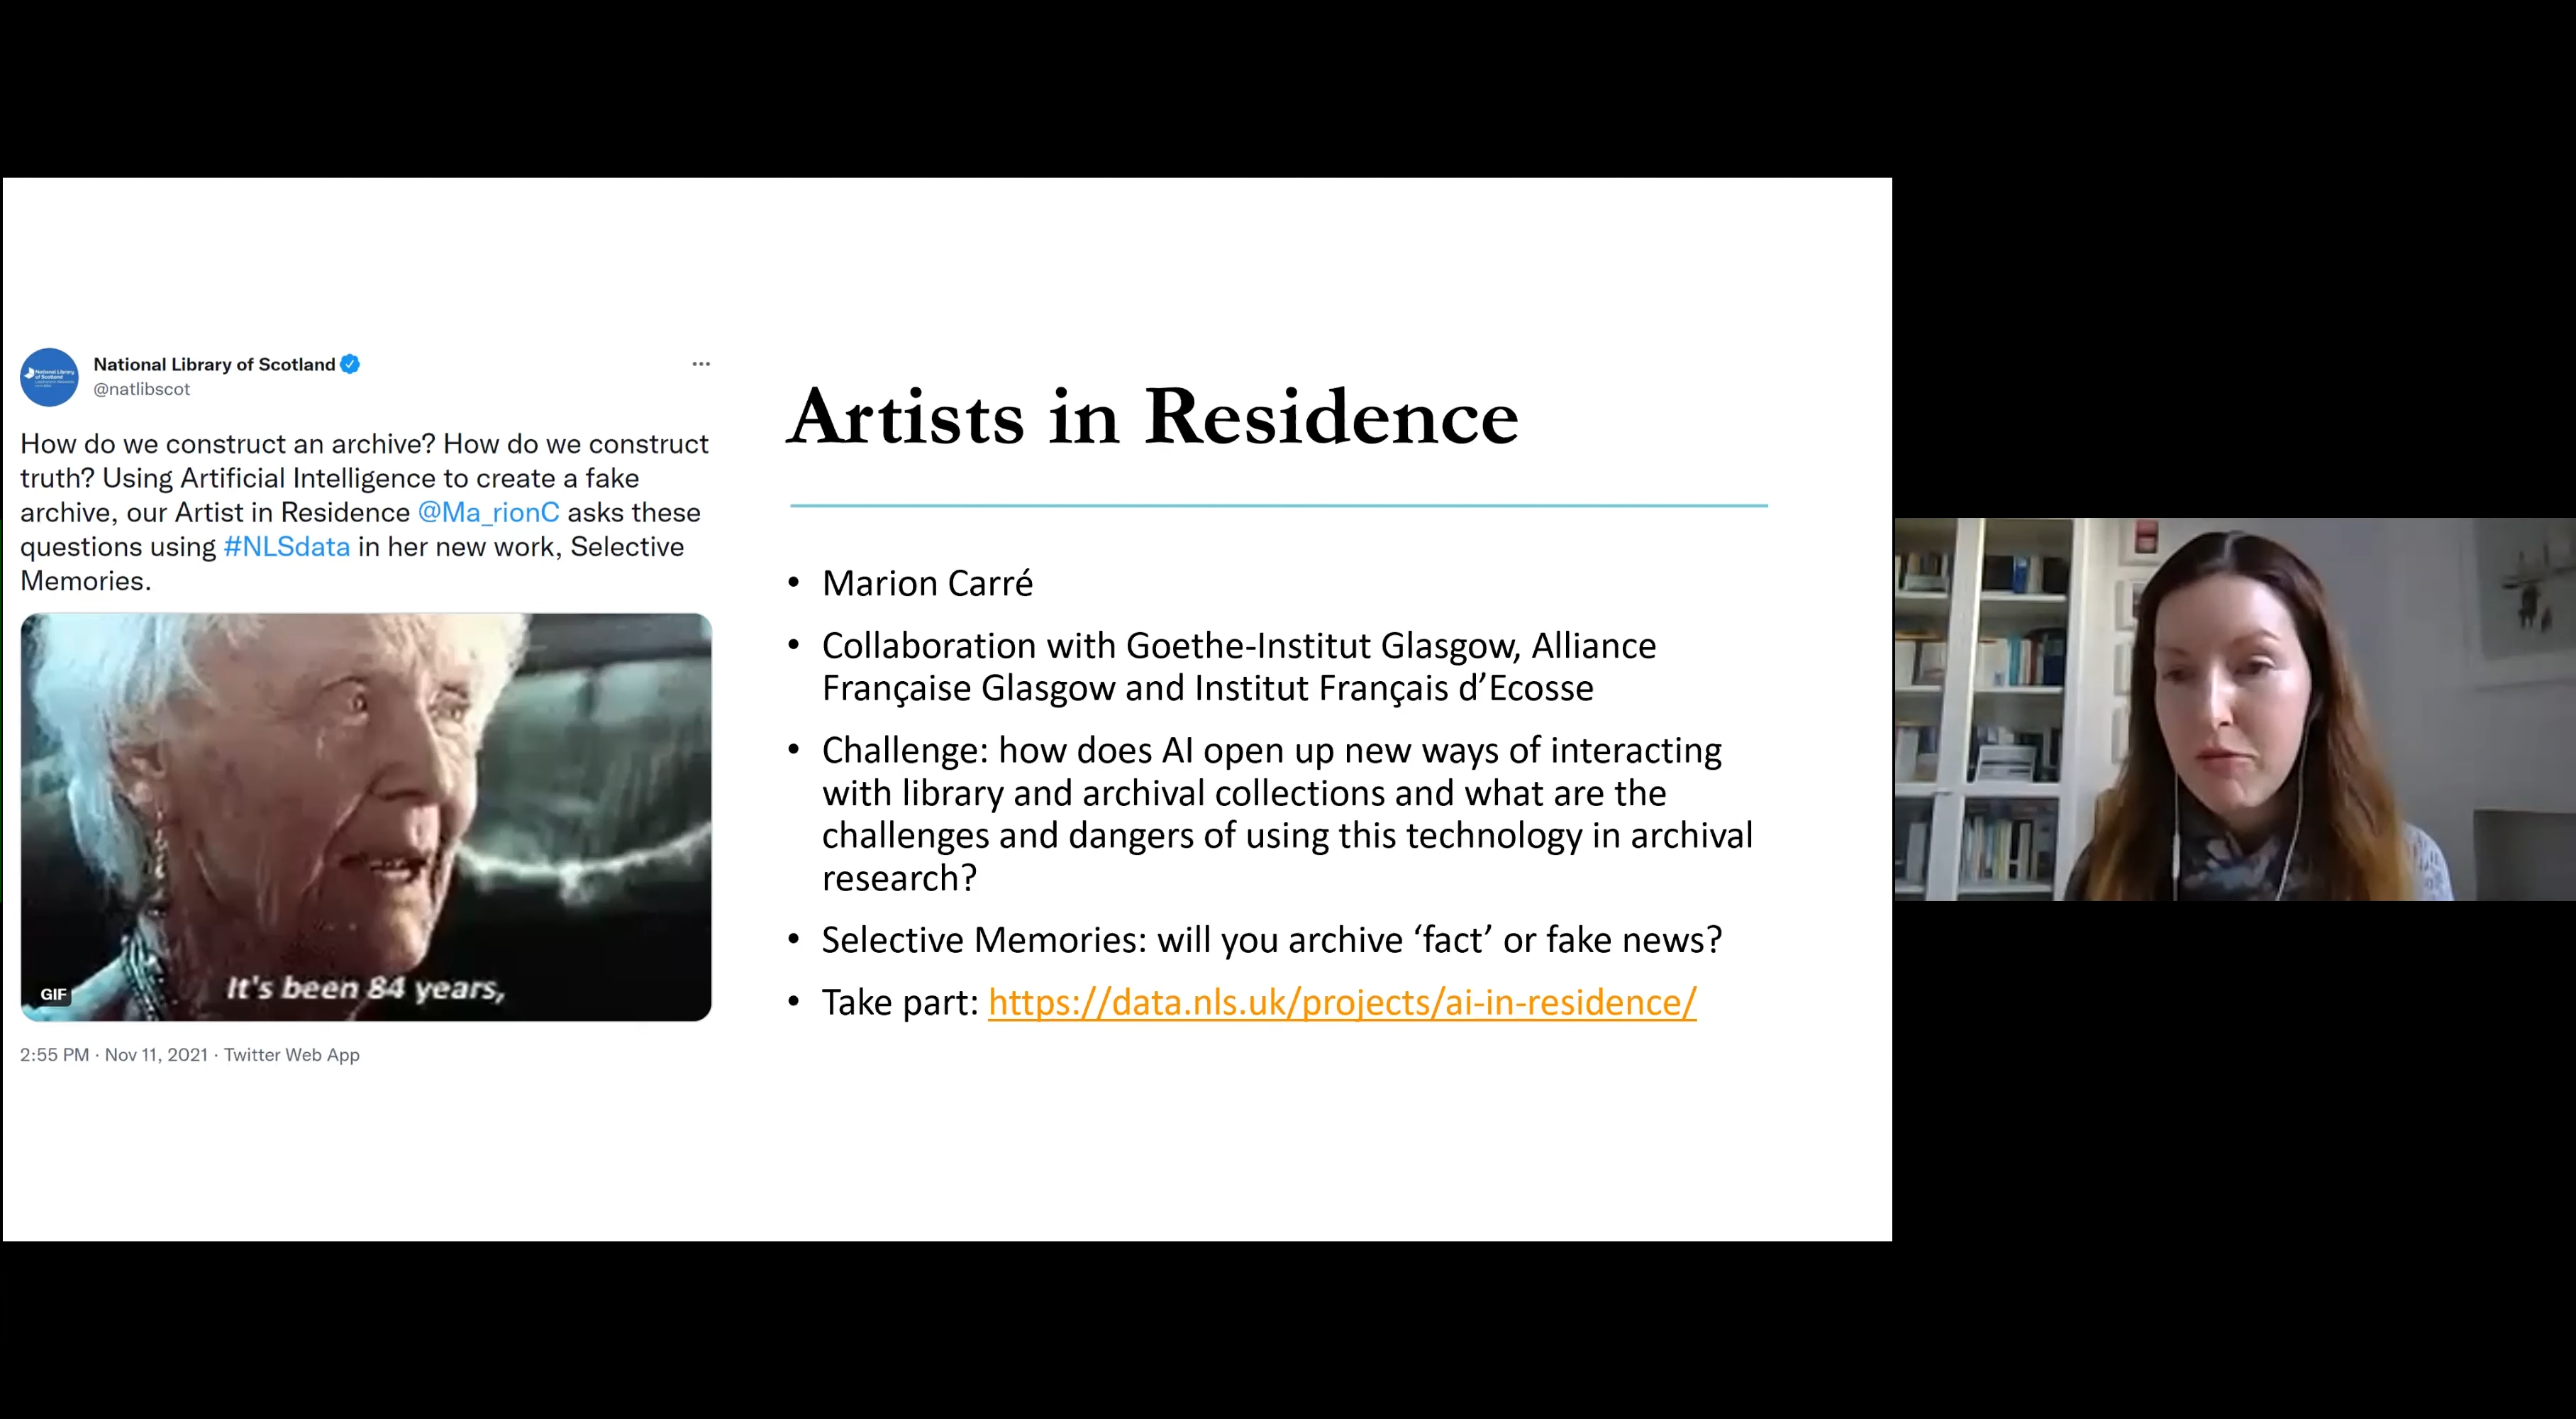 National Library of Scotland
@natlibscot
How do we construct an archive? How do we construct
truth? Using Artificial Intelligence to create a fake
archive, our Artist in Residence @Ma_rionC asks these
questions using #NLSdata in her new work, Selective
Memories.
It's been 84 years,
GIF
2:55 PM · Nov 11, 2021 · Twitter Web App
Artists in Residence
• Marion Carré
• Collaboration with Goethe-Institut Glasgow, Alliance
Française Glasgow and Institut Français d’Ecosse
• Challenge: how does AI open up new ways of interacting
with library and archival collections and what are the
challenges and dangers of using this technology in archival
research?
• Selective Memories: will you archive ‘fact’ or fake news?
• Take part: https://data.nls.uk/projects/ai-in-residence/